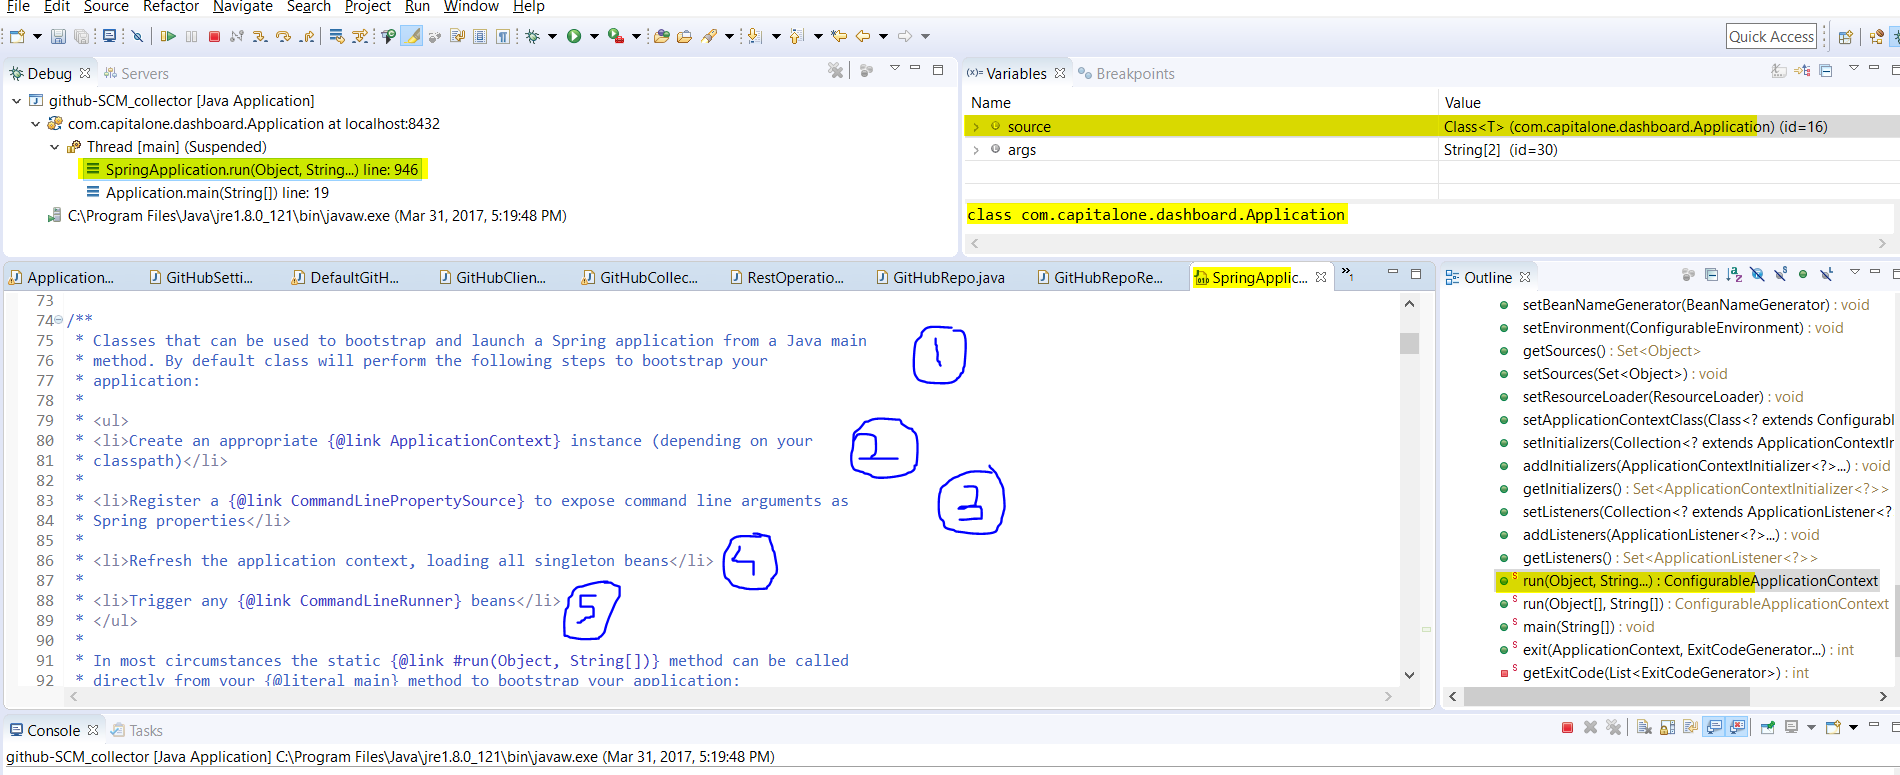 File Edit Source Refactor Navigate Search Project Run Window Help
Quick Access
Debug Servers
github-SCM_collector [Java Application]
com.capitalone.dashboard.Application at localhost:8432
Thread [main] (Suspended)
SpringApplication.run(Object, String...) line: 946
Application.main(String[]) line: 19
C:\Program Files\Java\jre1.8.0_121\bin\javaw.exe (Mar 31, 2017, 5:19:48 PM)
(x)= Variables Breakpoints
Name Value
source Class<T> (com.capitalone.dashboard.Application) (id=16)
args String[2] (id=30)
class com.capitalone.dashboard.Application
Application... GitHubSetti... DefaultGitH... GitHubClien... GitHubCollec... RestOperatio... GitHubRepo.java GitHubRepoRe... SpringApplic... »1
73
74 /**
75 * Classes that can be used to bootstrap and launch a Spring application from a Java main
76 * method. By default class will perform the following steps to bootstrap your
77 * application:
78 *
79 * <ul>
80 * <li>Create an appropriate {@link ApplicationContext} instance (depending on your
81 * classpath)</li>
82 *
83 * <li>Register a {@link CommandLinePropertySource} to expose command line arguments as
84 * Spring properties</li>
85 *
86 * <li>Refresh the application context, loading all singleton beans</li>
87 *
88 * <li>Trigger any {@link CommandLineRunner} beans</li>
89 * </ul>
90 *
91 * In most circumstances the static {@link #run(Object, String[])} method can be called
92 * directly from your {@literal main} method to bootstrap your application:
1
2
3
4
5
Outline
setBeanNameGenerator(BeanNameGenerator) : void
setEnvironment(ConfigurableEnvironment) : void
getSources() : Set<Object>
setSources(Set<Object>) : void
setResourceLoader(ResourceLoader) : void
setApplicationContextClass(Class<? extends Configurabl
setInitializers(Collection<? extends ApplicationContextIr
addInitializers(ApplicationContextInitializer<?>...) : void
getInitializers() : Set<ApplicationContextInitializer<?>>
setListeners(Collection<? extends ApplicationListener<?
addListeners(ApplicationListener<?>...) : void
getListeners() : Set<ApplicationListener<?>>
run(Object, String...) : ConfigurableApplicationContext
run(Object[], String[]) : ConfigurableApplicationContext
main(String[]) : void
exit(ApplicationContext, ExitCodeGenerator...) : int
getExitCode(List<ExitCodeGenerator>) : int
Console Tasks
github-SCM_collector [Java Application] C:\Program Files\Java\jre1.8.0_121\bin\javaw.exe (Mar 31, 2017, 5:19:48 PM)